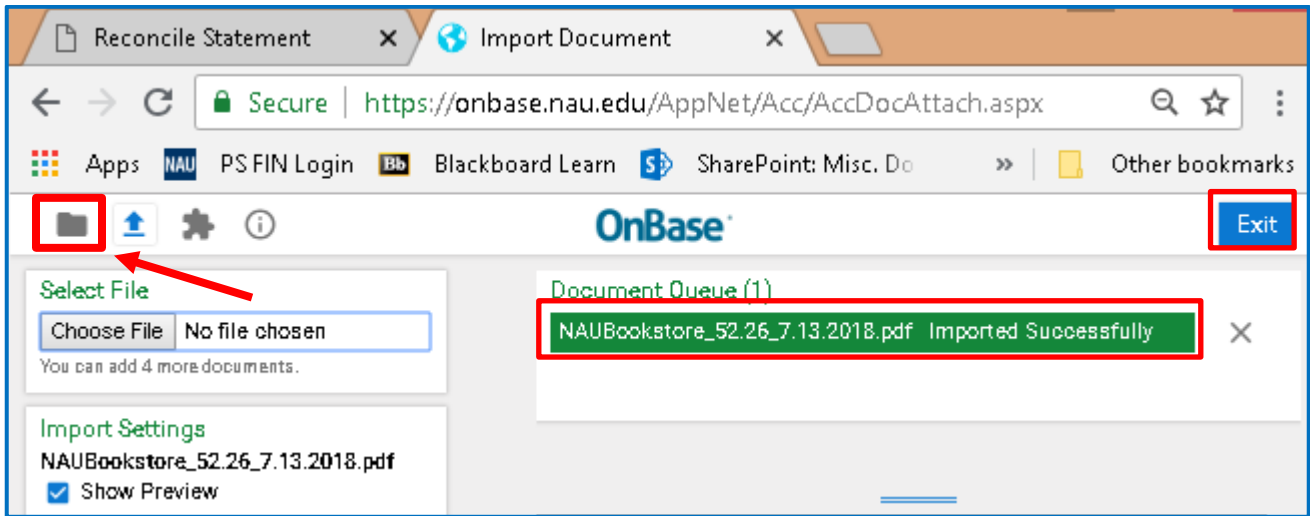 Reconcile Statement
Import Document
Secure | https://onbase.nau.edu/AppNet/Acc/AccDocAttach.aspx
Apps NAU PS FIN Login Bb Blackboard Learn S SharePoint: Misc. Do » Other bookmarks
OnBase
Exit
Select File
Choose File No file chosen
You can add 4 more documents.
Import Settings
NAUBookstore_52.26_7.13.2018.pdf
Show Preview
Document Queue (1)
NAUBookstore_52.26_7.13.2018.pdf Imported Successfully